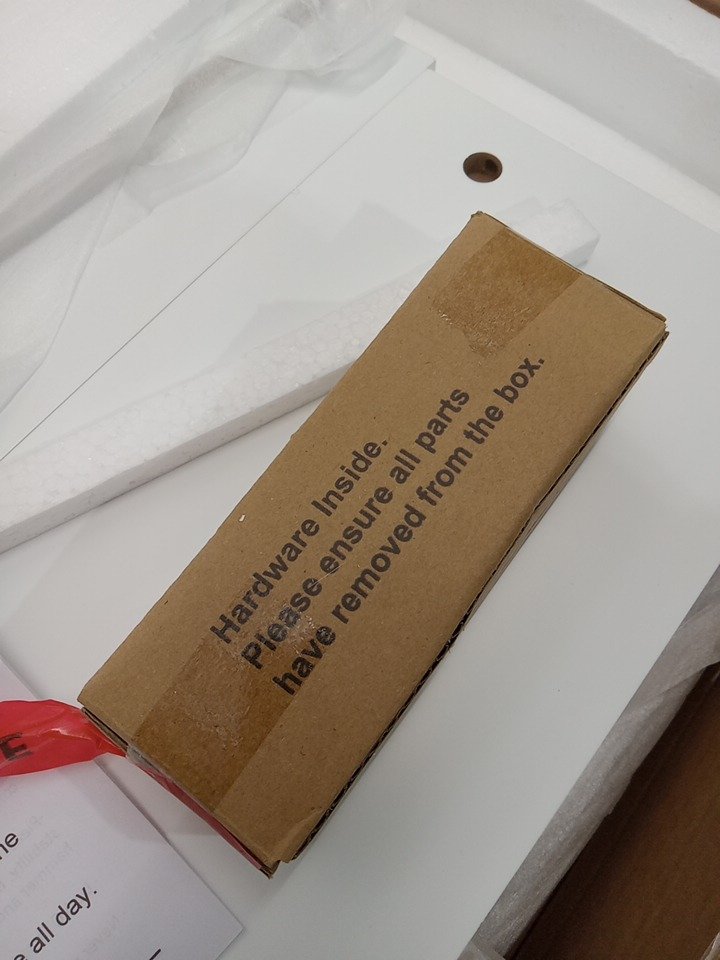 Hardware Inside.
Please ensure all parts
have removed from the box.
E
all day.